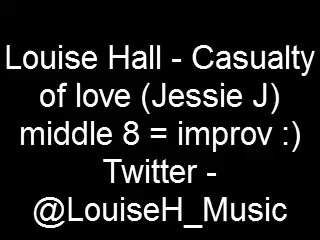 Louise Hall - Casualty
of love (Jessie J)
middle 8 = improv :)
Twitter -
@LouiseH_Music